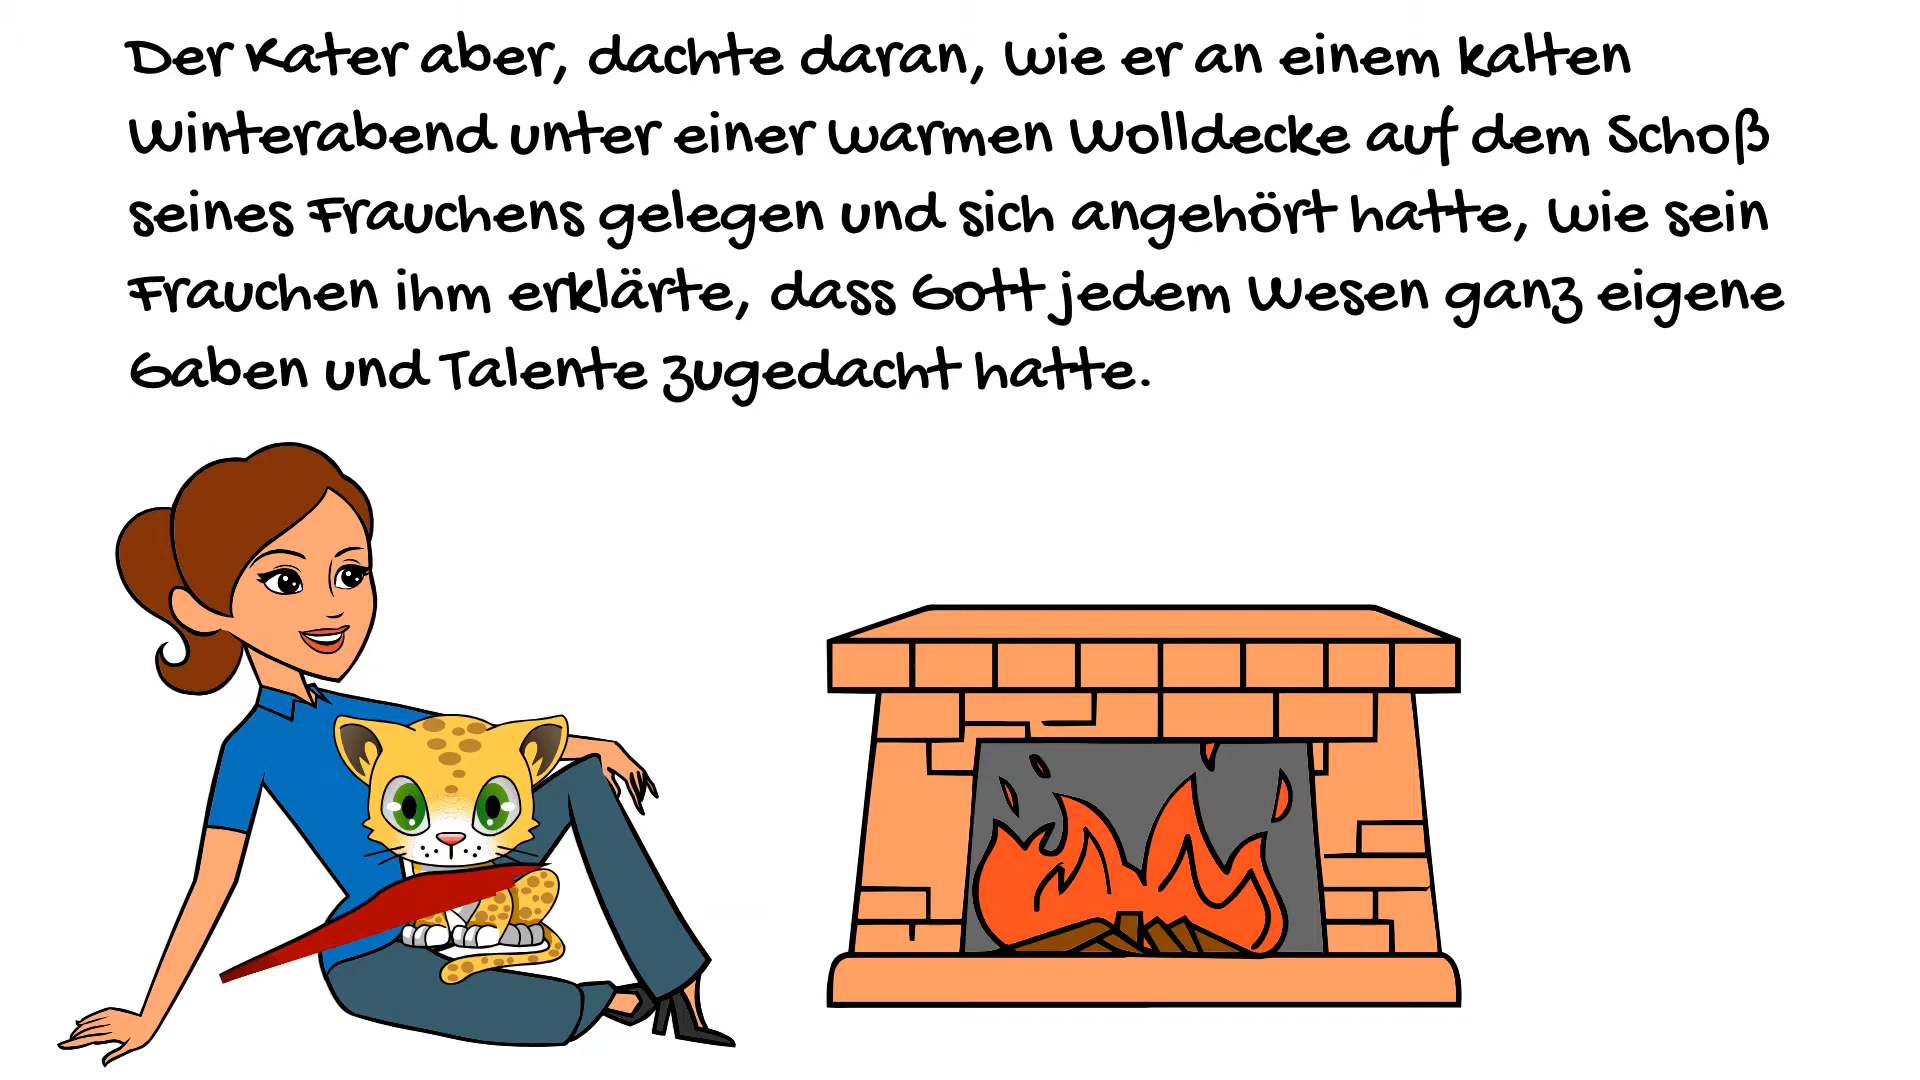 Der Kater aber, dachte daran, wie er an einem kalten
Winterabend unter einer warmen Wolldecke auf dem Schoß
seines Frauchens gelegen und sich angehört hatte, wie sein
Frauchen ihm erklärte, dass Gott jedem Wesen ganz eigene
Gaben und Talente zugedacht hatte.